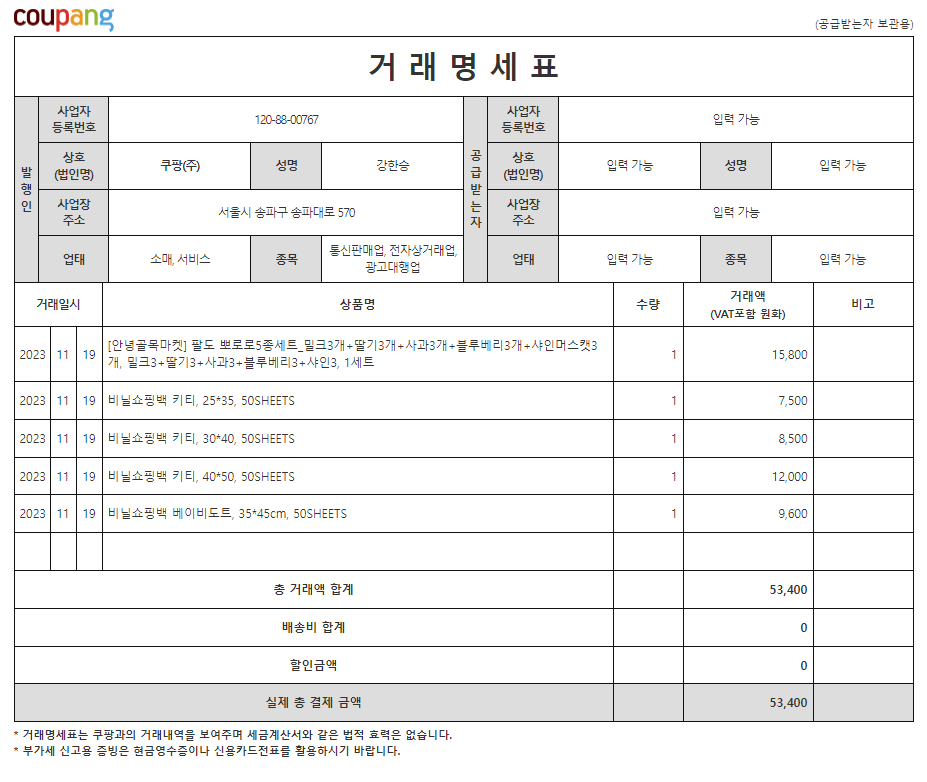 coupang
(공급받는자 보관용)
거 래 명 세 표
발행인
사업자 등록번호 120-88-00767
상호 (법인명) 쿠팡(주) 성명 강한승
사업장 주소 서울시 송파구 송파대로 570
업태 소매, 서비스 종목 통신판매업, 전자상거래업, 광고대행업
공급받는자
사업자 등록번호 입력 가능
상호 (법인명) 입력 가능 성명 입력 가능
사업장 주소 입력 가능
업태 입력 가능 종목 입력 가능
거래일시 상품명 수량 거래액 (VAT포함 원화) 비고
2023 11 19 [안녕골목마켓] 팔도 뽀로로5종세트_밀크3개+딸기3개+사과3개+블루베리3개+샤인머스캣3
개, 밀크3+딸기3+사과3+블루베리3+샤인3, 1세트 1 15,800
2023 11 19 비닐쇼핑백 키티, 25*35, 50SHEETS 1 7,500
2023 11 19 비닐쇼핑백 키티, 30*40, 50SHEETS 1 8,500
2023 11 19 비닐쇼핑백 키티, 40*50, 50SHEETS 1 12,000
2023 11 19 비닐쇼핑백 베이비도트, 35*45cm, 50SHEETS 1 9,600
총 거래액 합계 53,400
배송비 합계 0
할인금액 0
실제 총 결제 금액 53,400
* 거래명세표는 쿠팡과의 거래내역을 보여주며 세금계산서와 같은 법적 효력은 없습니다.
* 부가세 신고용 증빙은 현금영수증이나 신용카드전표를 활용하시기 바랍니다.